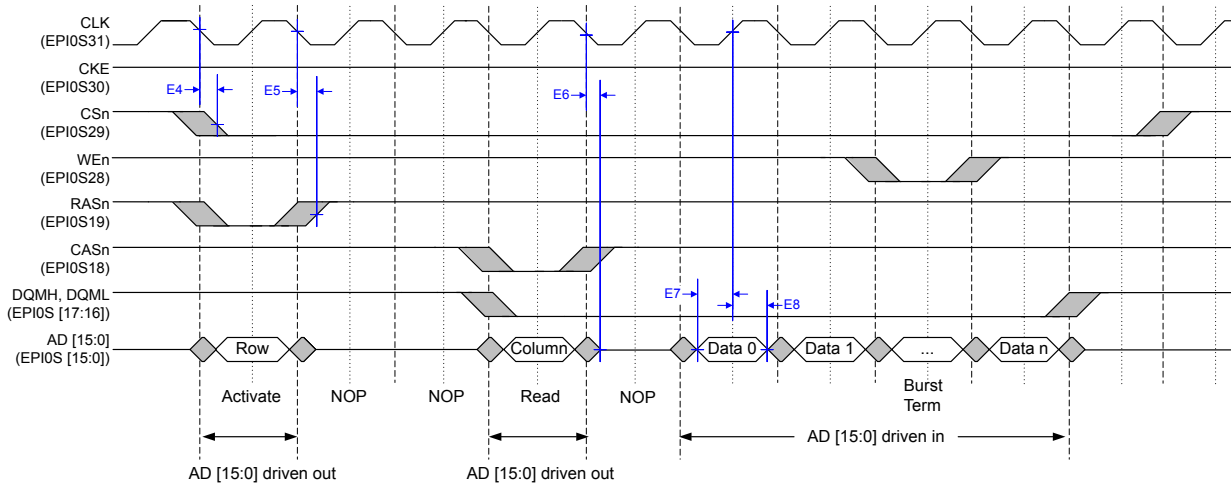 CLK
(EPI0S31)
CKE
(EPI0S30)
E4
E5
E6
CSn
(EPI0S29)
WEn
(EPI0S28)
RASn
(EPI0S19)
CASn
(EPI0S18)
DQMH, DQML
(EPI0S [17:16])
E7
E8
AD [15:0]
(EPI0S [15:0])
Row
Column
Data 0
Data 1
...
Data n
Activate
NOP
NOP
Read
NOP
Burst
Term
AD [15:0] driven in
AD [15:0] driven out
AD [15:0] driven out